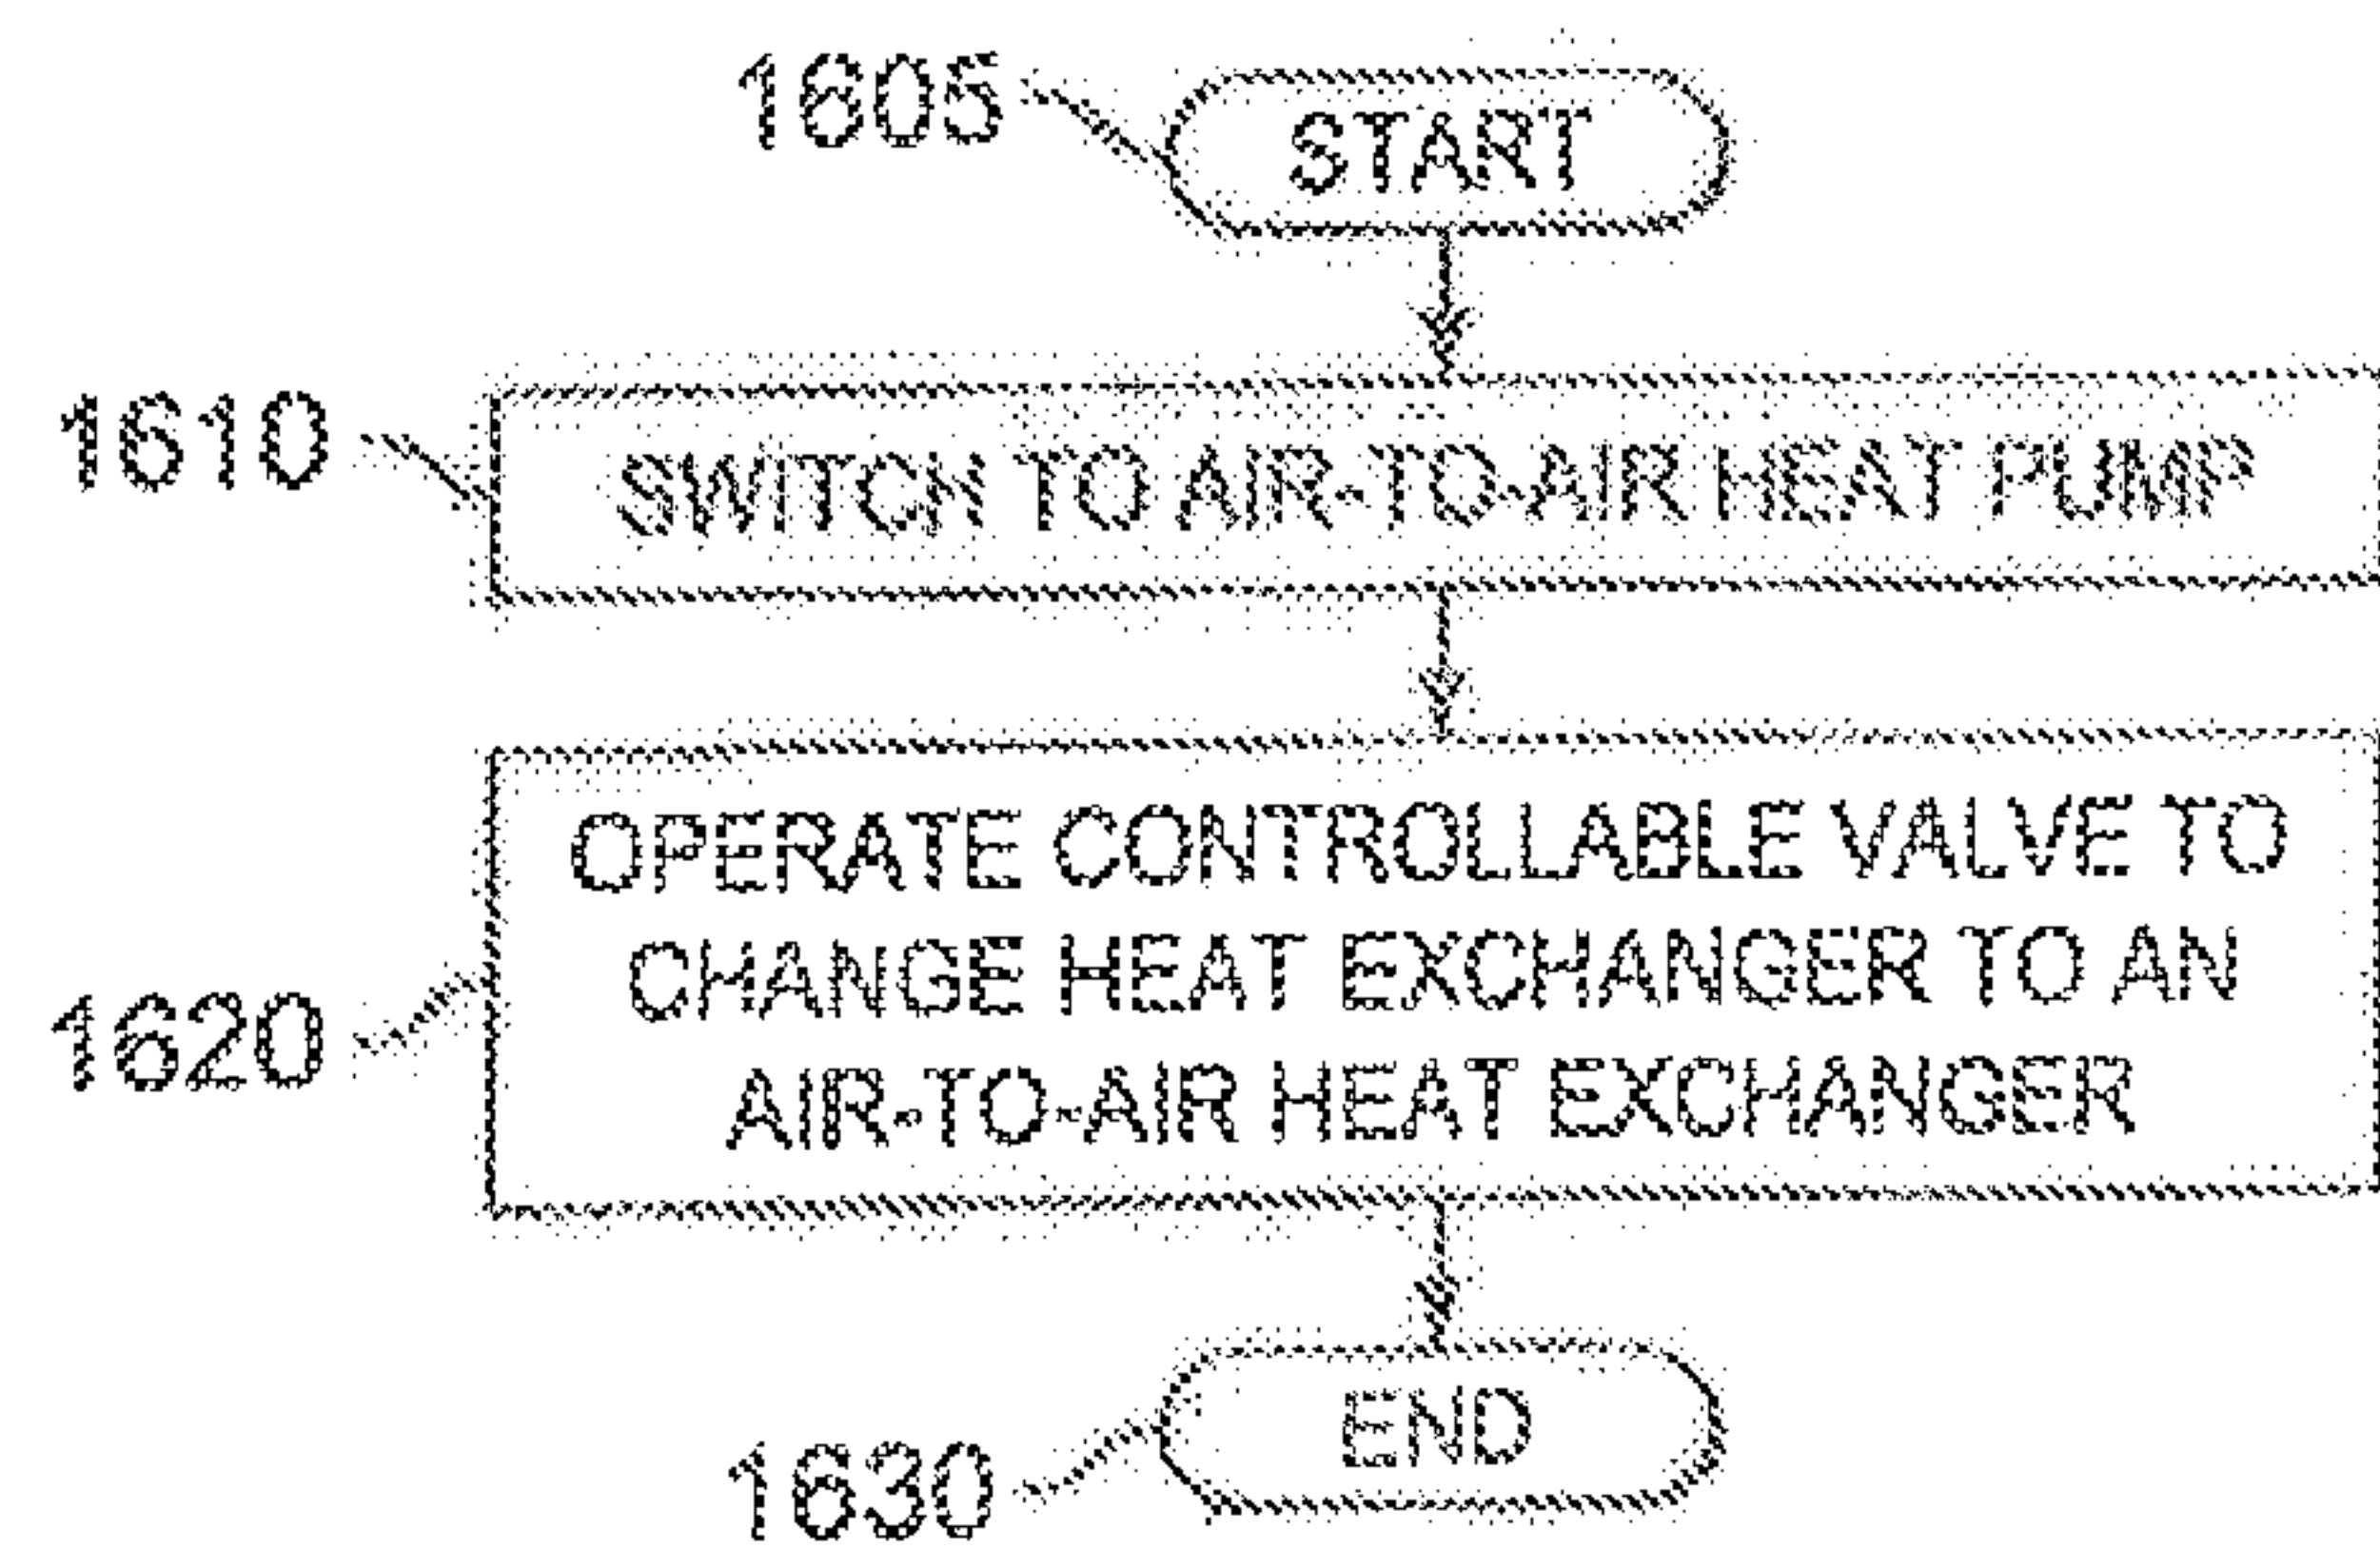 1605
START
1610
SWITCH TO AIR-TO-AIR HEAT PUMP
OPERATE CONTROLLABLE VALVE TO
CHANGE HEAT EXCHANGER TO AN
1620
AIR-TO-AIR HEAT EXCHANGER
END
1630